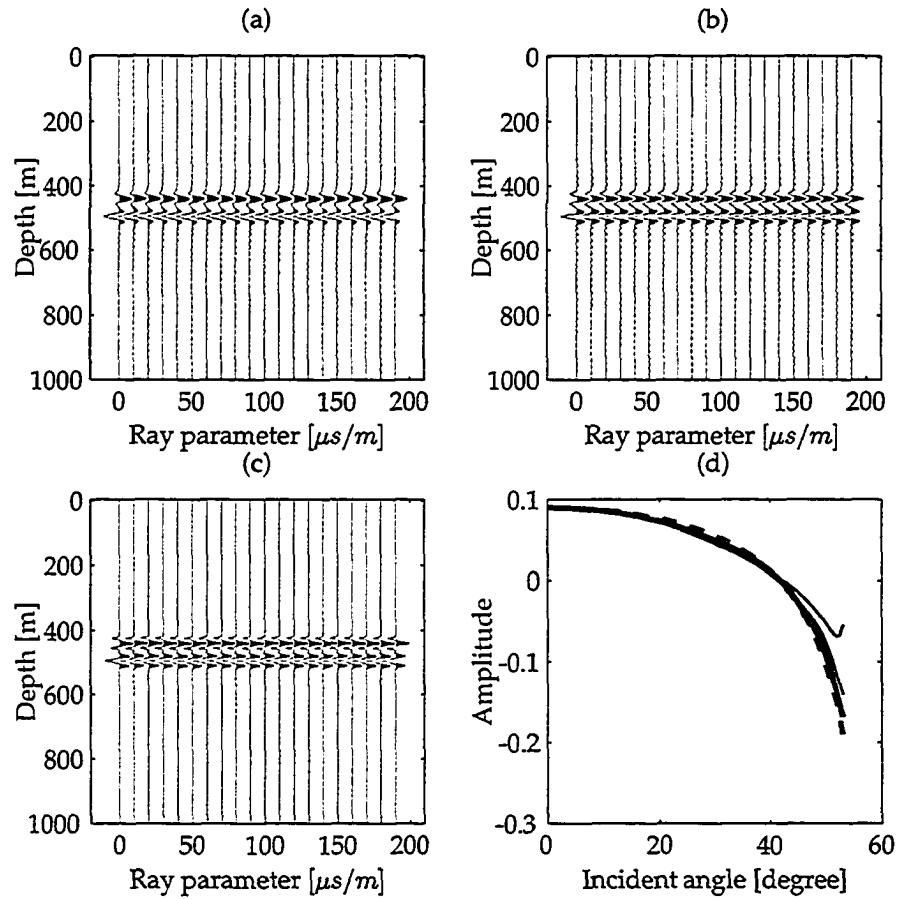 (a)
0
200
400
600
800
1000
Depth [m]
0 50 100 150 200
Ray parameter [μs/m]
(b)
0
200
400
600
800
1000
Depth [m]
0 50 100 150 200
Ray parameter [μs/m]
(c)
0
200
400
600
800
1000
Depth [m]
0 50 100 150 200
Ray parameter [μs/m]
(d)
0.1
0
-0.1
-0.2
-0.3
Amplitude
0 20 40 60
Incident angle [degree]